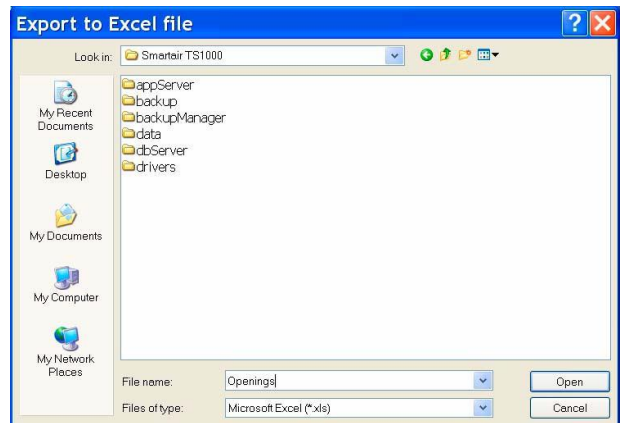 Export to Excel file
Look in: Smartair TS1000
My Recent
Documents
Desktop
My Documents
My Computer
My Network
Places
appServer
backup
backupManager
data
dbServer
drivers
File name: Openings Open
Files of type: Microsoft Excel (*.xls) Cancel